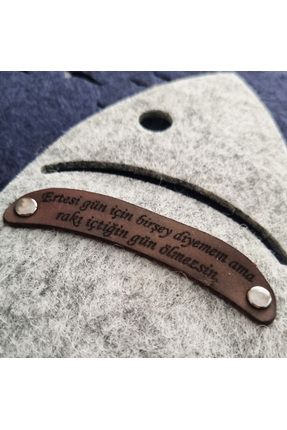 Ertesi gün için birşey diyemem ama
rakı içtiğin gün ölmezsin.